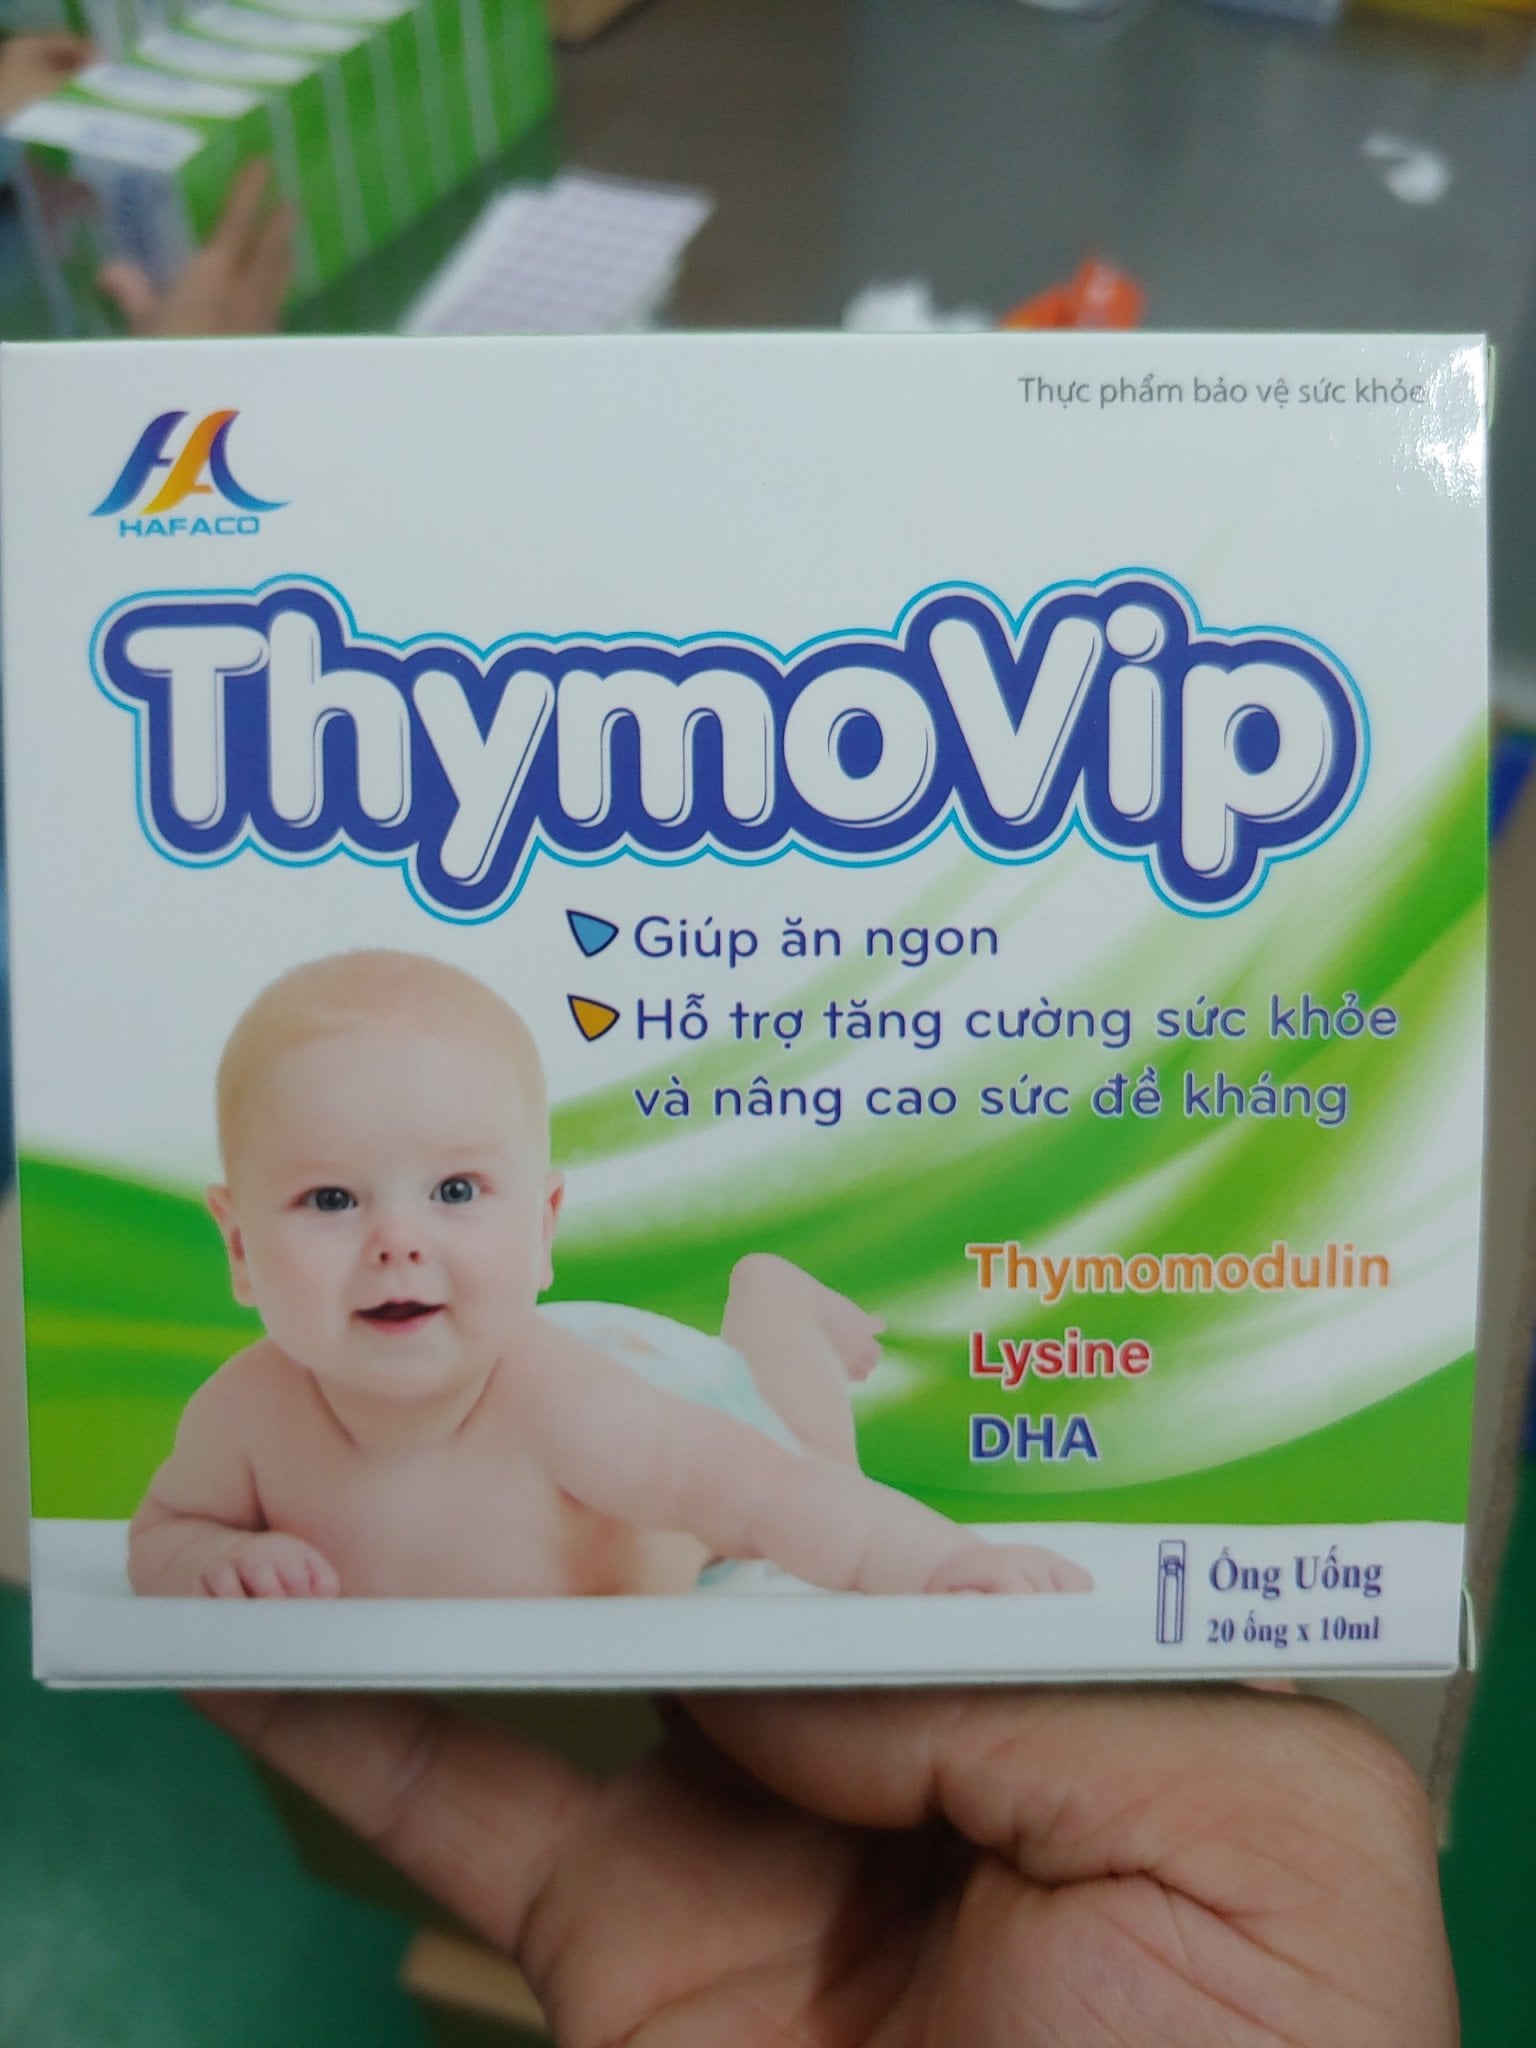 Thực phẩm bảo vệ sức khỏe
HAFACO
ThymoVip
Giúp ăn ngon
Hỗ trợ tăng cường sức khỏe
và nâng cao sức đề kháng
Thymomodulin
Lysine
DHA
Ống Uống
20 ống x 10ml